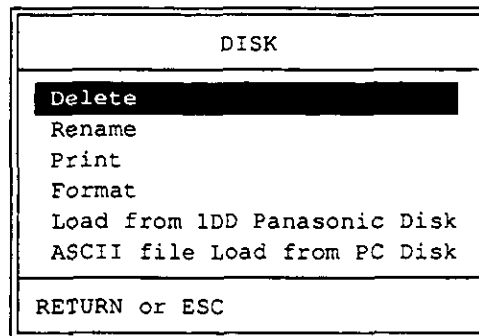 DISK
Delete
Rename
Print
Format
Load from 1DD Panasonic Disk
ASCII file Load from PC Disk
RETURN or ESC